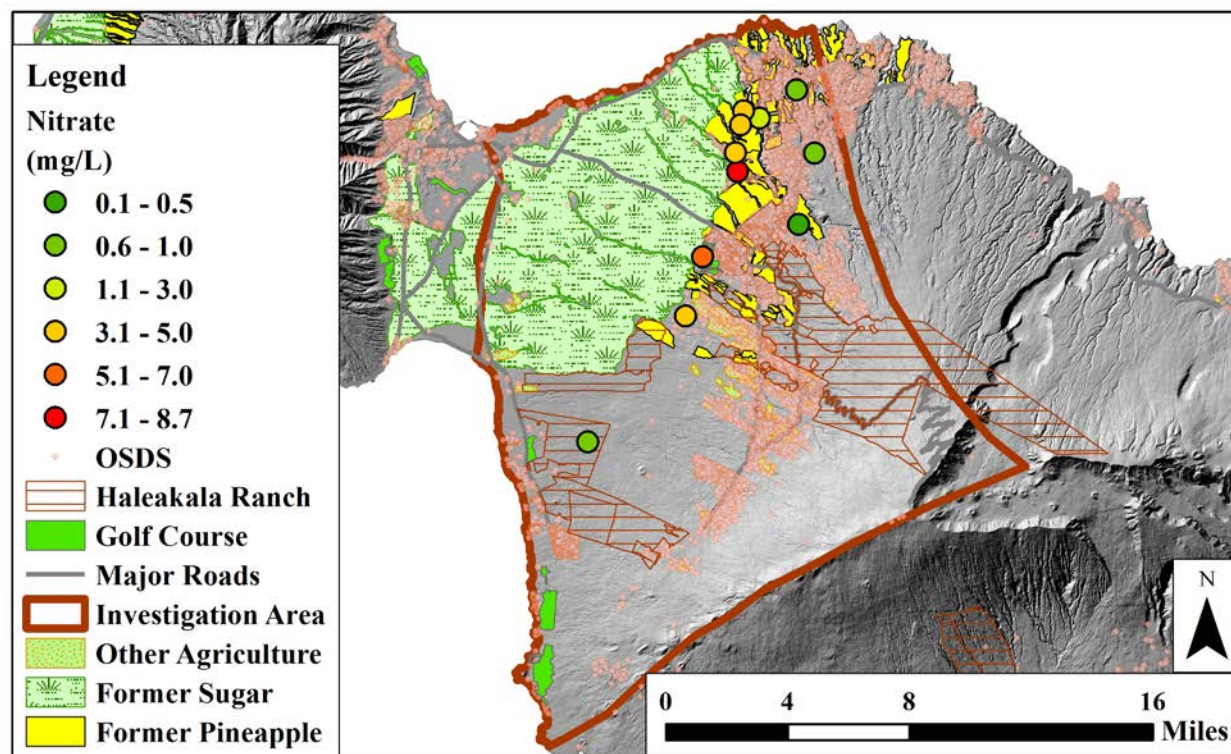 Legend
Nitrate
(mg/L)
0.1 - 0.5
0.6 - 1.0
1.1 - 3.0
3.1 - 5.0
5.1 - 7.0
7.1 - 8.7
OSDS
Haleakala Ranch
Golf Course
Major Roads
Investigation Area
Other Agriculture
Former Sugar
Former Pineapple
N
0 4 8 16
Miles